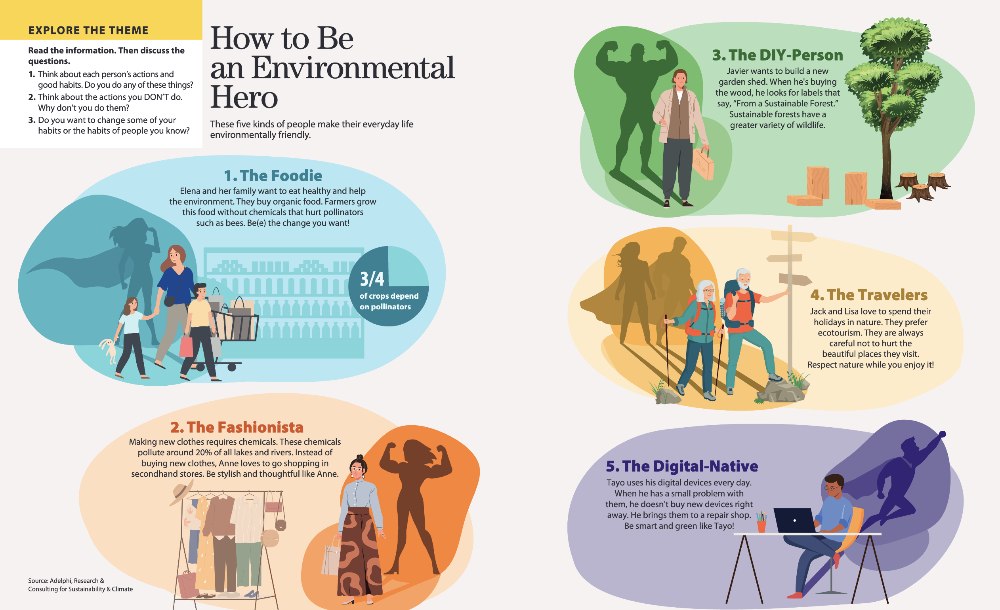 EXPLORE THE THEME
Read the information. Then discuss the
questions.
1. Think about each person's actions and
good habits. Do you do any of these things?
2. Think about the actions you DON'T do.
Why don't you do them?
3. Do you want to change some of your
habits or the habits of people you know?
How to Be
an Environmental
Hero
These five kinds of people make their everyday life
environmentally friendly.
1. The Foodie
Elena and her family want to eat healthy and help
the environment. They buy organic food. Farmers grow
this food without chemicals that hurt pollinators
such as bees. Be(e) the change you want!
3/4
of crops depend
on pollinators
2. The Fashionista
Making new clothes requires chemicals. These chemicals
pollute around 20% of all lakes and rivers. Instead of
buying new clothes, Anne loves to go shopping in
secondhand stores. Be stylish and thoughtful like Anne.
Source: Adelphi, Research &
Consulting for Sustainability & Climate
3. The DIY-Person
Javier wants to build a new
garden shed. When he's buying
the wood, he looks for labels that
say, “From a Sustainable Forest.”
Sustainable forests have a
greater variety of wildlife.
4. The Travelers
Jack and Lisa love to spend their
holidays in nature. They prefer
ecotourism. They are always
careful not to hurt the
beautiful places they visit.
Respect nature while you enjoy it!
5. The Digital-Native
Tayo uses his digital devices every day.
When he has a small problem with
them, he doesn't buy new devices right
away. He brings them to a repair shop.
Be smart and green like Tayo!